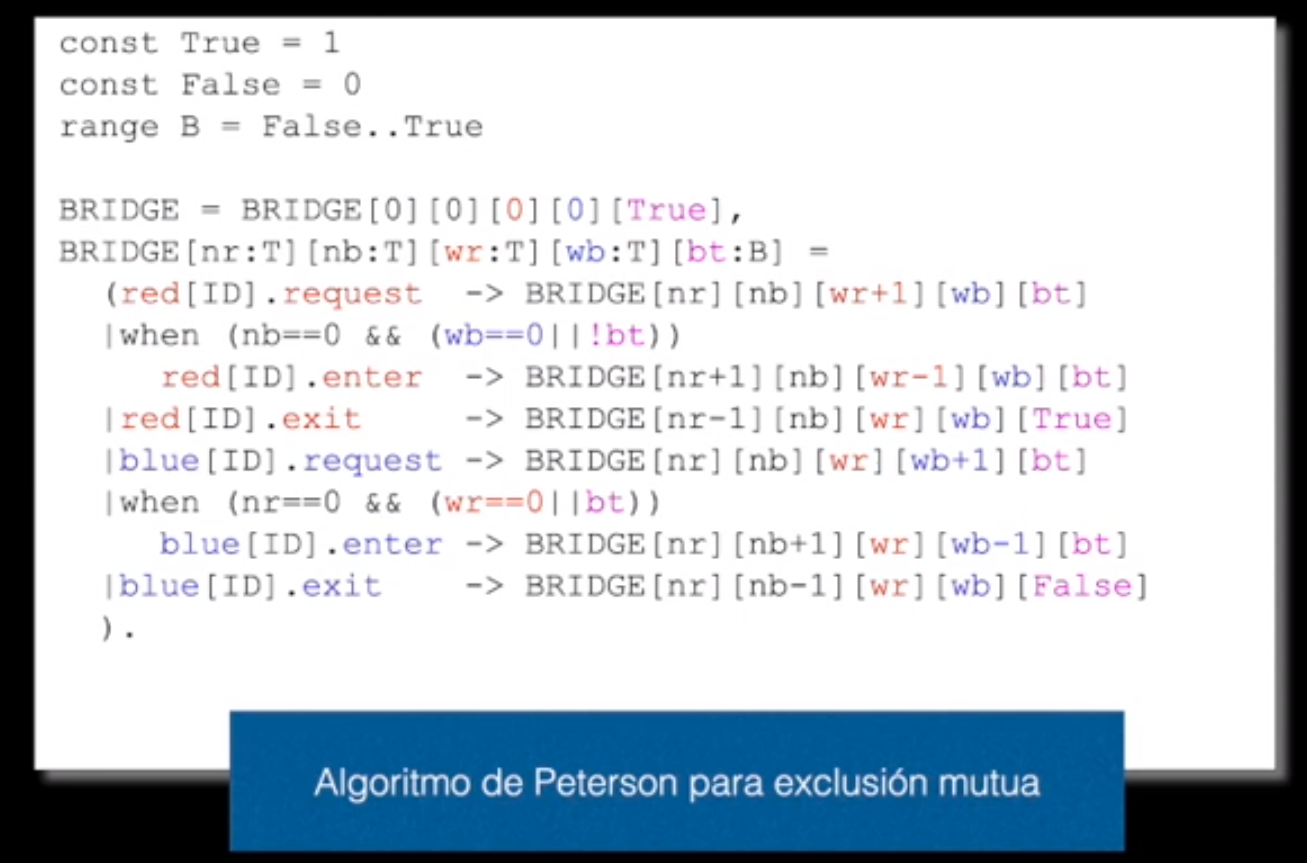 const True = 1
const False = 0
range B = False..True
BRIDGE = BRIDGE[0][0][0][0][True],
BRIDGE[nr:T][nb:T][wr:T][wb:T][bt:B] =
(red[ID].request -> BRIDGE[nr][nb][wr+1][wb][bt]
|when (nb==0 && (wb==0||!bt))
red[ID].enter -> BRIDGE[nr+1][nb][wr-1][wb][bt]
|red[ID].exit -> BRIDGE[nr-1][nb][wr][wb][True]
|blue[ID].request -> BRIDGE[nr][nb][wr][wb+1][bt]
|when (nr==0 && (wr==0||bt))
blue[ID].enter -> BRIDGE[nr][nb+1][wr][wb-1][bt]
|blue[ID].exit -> BRIDGE[nr][nb-1][wr][wb][False]
).
Algoritmo de Peterson para exclusión mutua